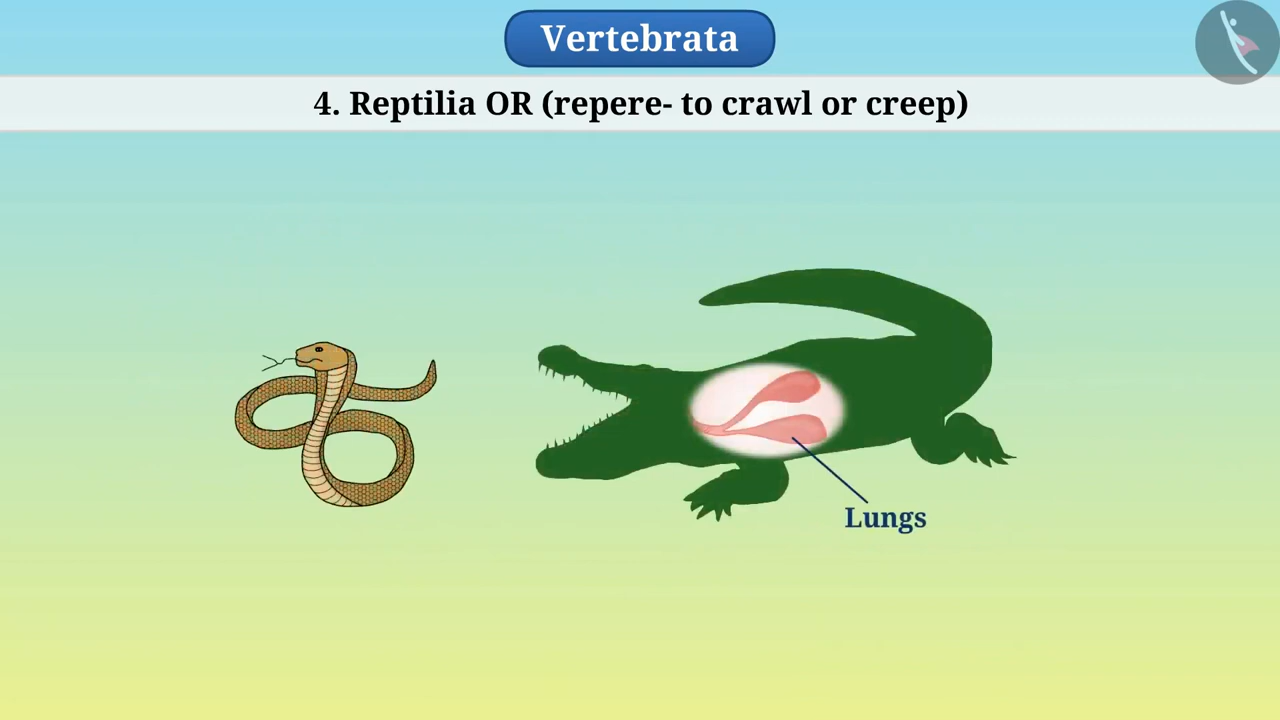 Vertebrata
4. Reptilia OR (repere- to crawl or creep)
Lungs